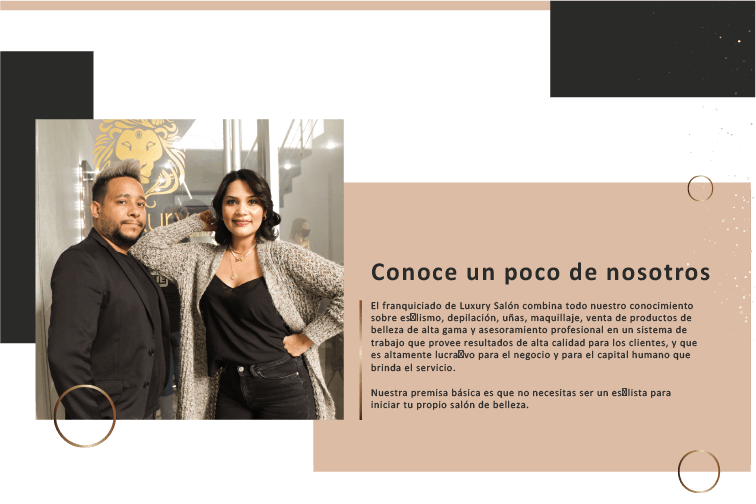 Conoce un poco de nosotros
El franquiciado de Luxury Salón combina todo nuestro conocimiento
sobre es�lismo, depilación, uñas, maquillaje, venta de productos de
belleza de alta gama y asesoramiento profesional en un sistema de
trabajo que provee resultados de alta calidad para los clientes, y que
es altamente lucra�vo para el negocio y para el capital humano que
brinda el servicio.
Nuestra premisa básica es que no necesitas ser un es�lista para
iniciar tu propio salón de belleza.